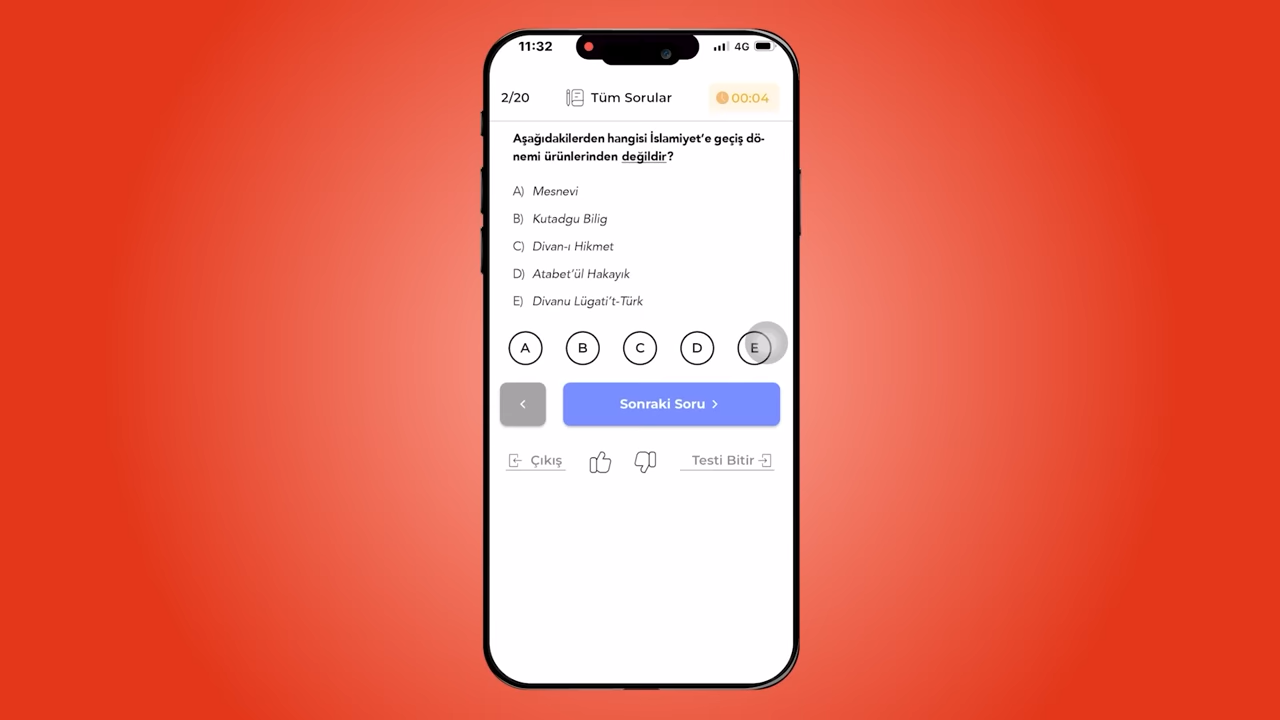 11:32
4G
2/20
Tüm Sorular
00:04
Aşağıdakilerden hangisi İslamiyet'e geçiş dö-
nemi ürünlerinden değildir?
A) Mesnevi
B) Kutadgu Bilig
C) Divan-ı Hikmet
D) Atabet'ül Hakayık
E) Divanu Lügati't-Türk
A B C D E
Sonraki Soru
Çıkış
Testi Bitir